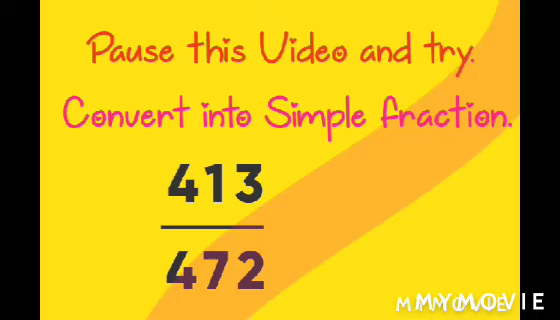 Pause this Video and try.
Convert into Simple fraction.
413
472